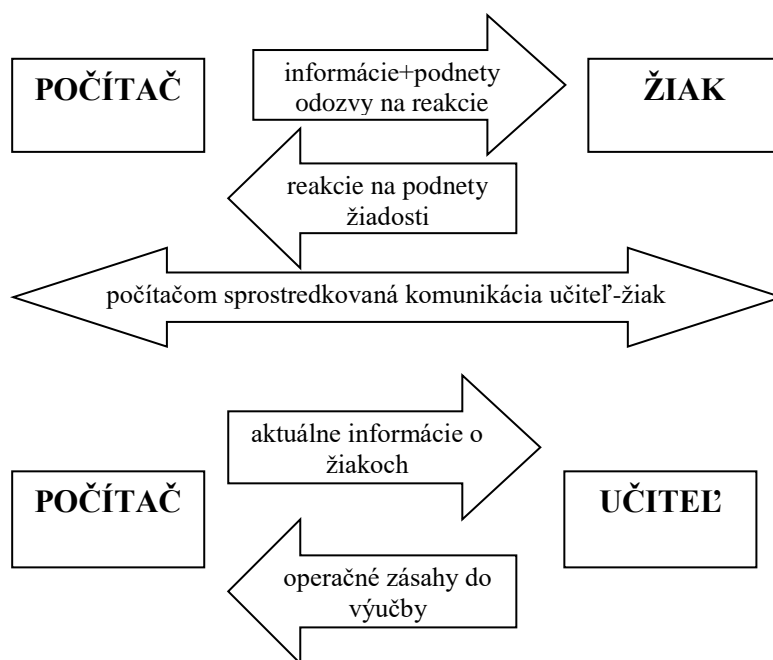 POČÍTAČ
informácie+podnety
odozvy na reakcie
ŽIAK
reakcie na podnety
žiadosti
počítačom sprostredkovaná komunikácia učiteľ-žiak
POČÍTAČ
aktuálne informácie o
žiakoch
UČITEĽ
operačné zásahy do
výučby